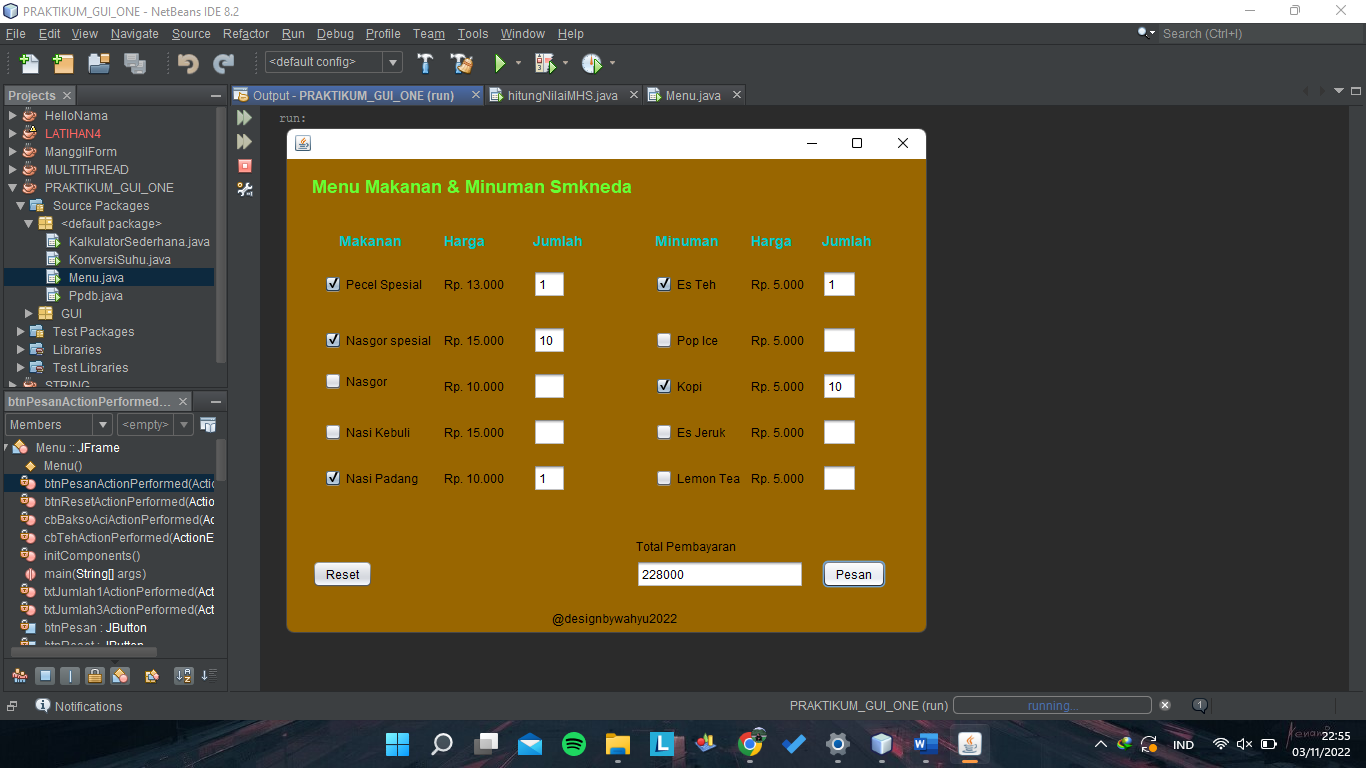 PRAKTIKUM_GUI_ONE - NetBeans IDE 8.2
File Edit View Navigate Source Refactor Run Debug Profile Team Tools Window Help
Search (Ctrl+I)
<default config>
Projects
Output - PRAKTIKUM_GUI_ONE (run)
hitungNilaiMHS.java
Menu.java
HelloNama
LATIHAN4
ManggilForm
MULTITHREAD
PRAKTIKUM_GUI_ONE
Source Packages
<default package>
KalkulatorSederhana.java
KonversiSuhu.java
Menu.java
Ppdb.java
GUI
Test Packages
Libraries
Test Libraries
STRING
btnPesanActionPerformed...
Members
<empty>
Menu :: JFrame
Menu()
btnPesanActionPerformed(Actic
btnResetActionPerformed(Actio
cbBaksoAciActionPerformed(Ac
cbTehActionPerformed(ActionE
initComponents()
main(String[] args)
txtJumlah1ActionPerformed(Act
txtJumlah3ActionPerformed(Act
btnPesan : JButton
btnReset : JButton
run:
Menu Makanan & Minuman Smkneda
Makanan Harga Jumlah Minuman Harga Jumlah
Pecel Spesial Rp. 13.000 1 Es Teh Rp. 5.000 1
Nasgor spesial Rp. 15.000 10 Pop Ice Rp. 5.000
Nasgor Rp. 10.000 Kopi Rp. 5.000 10
Nasi Kebuli Rp. 15.000 Es Jeruk Rp. 5.000
Nasi Padang Rp. 10.000 1 Lemon Tea Rp. 5.000
Total Pembayaran
Reset 228000 Pesan
@designbywahyu2022
Notifications
PRAKTIKUM_GUI_ONE (run) running... 1
IND
22:55
03/11/2022